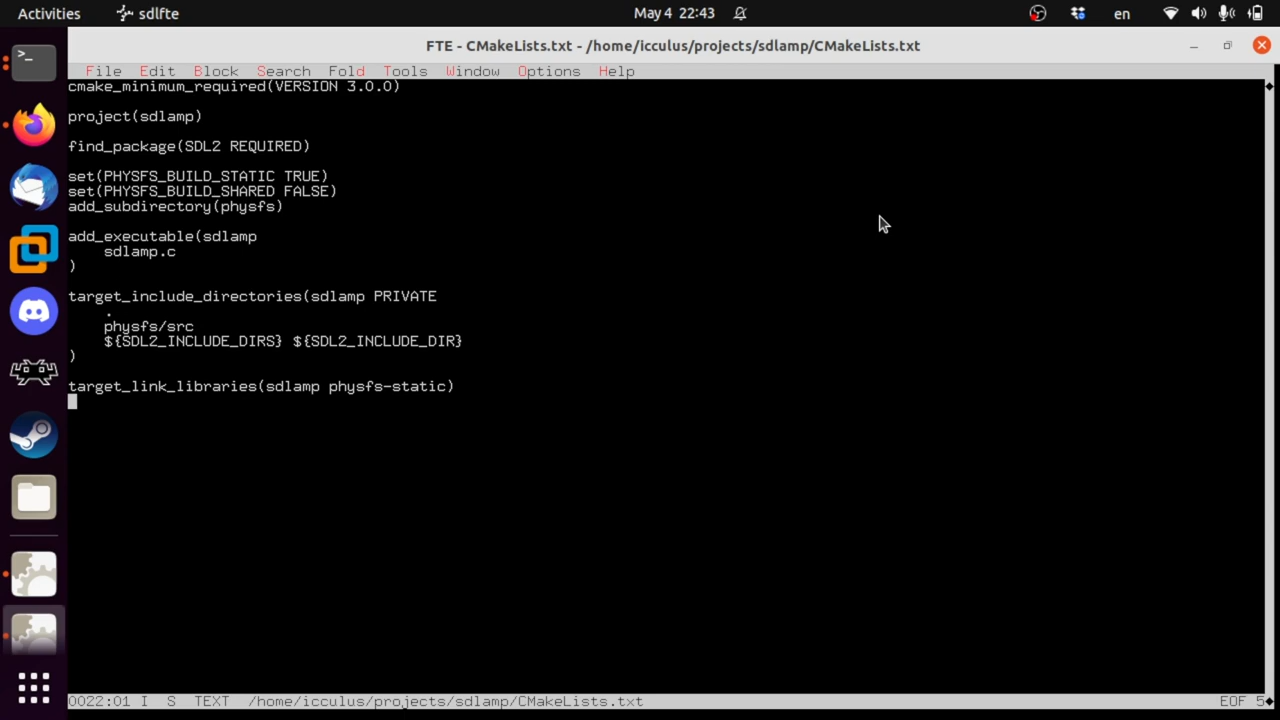 Activities
sdlfte
May 4 22:43
en
FTE - CMakeLists.txt - /home/icculus/projects/sdlamp/CMakeLists.txt
File Edit Block Search Fold Tools Window Options Help
cmake_minimum_required(VERSION 3.0.0)
project(sdlamp)
find_package(SDL2 REQUIRED)
set(PHYSFS_BUILD_STATIC TRUE)
set(PHYSFS_BUILD_SHARED FALSE)
add_subdirectory(physfs)
add_executable(sdlamp
sdlamp.c
)
target_include_directories(sdlamp PRIVATE
.
physfs/src
${SDL2_INCLUDE_DIRS} ${SDL2_INCLUDE_DIR}
)
target_link_libraries(sdlamp physfs-static)
0022:01 I S TEXT /home/icculus/projects/sdlamp/CMakeLists.txt EOF 5